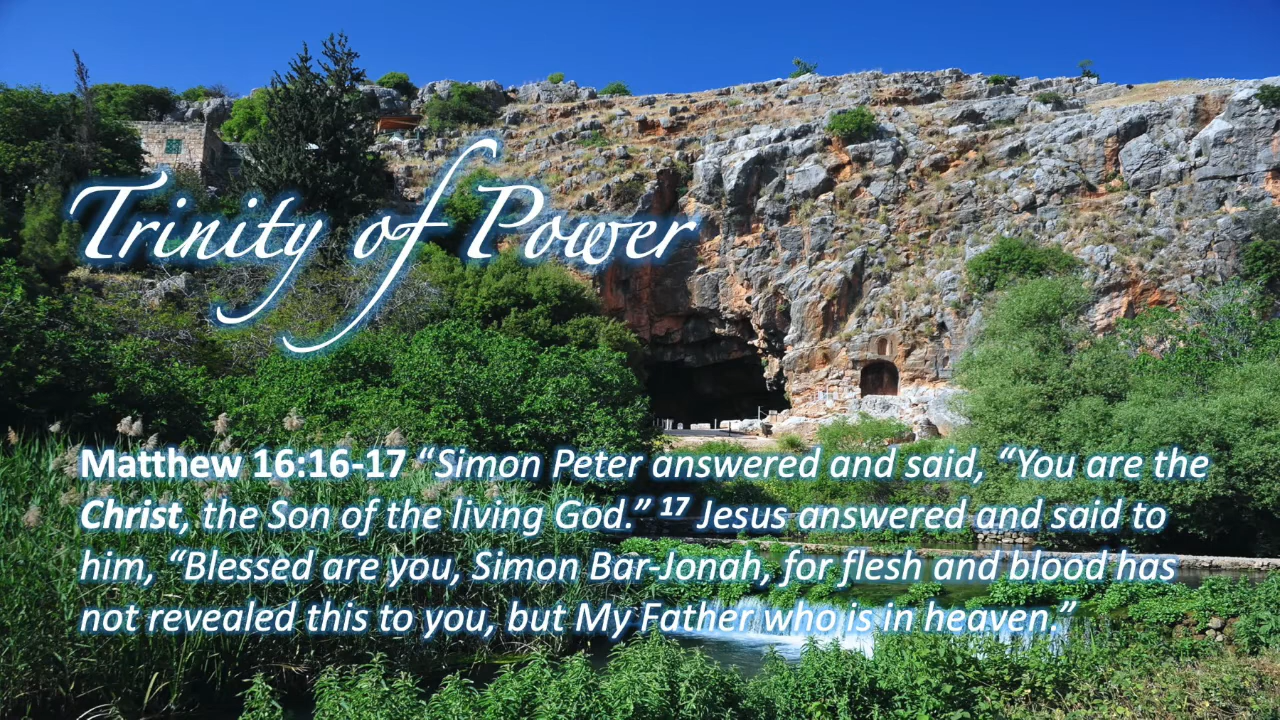 Trinity of Power
Matthew 16:16-17 “Simon Peter answered and said, “You are the
Christ, the Son of the living God.” ¹⁷ Jesus answered and said to
him, “Blessed are you, Simon Bar-Jonah, for flesh and blood has
not revealed this to you, but My Father who is in heaven.”